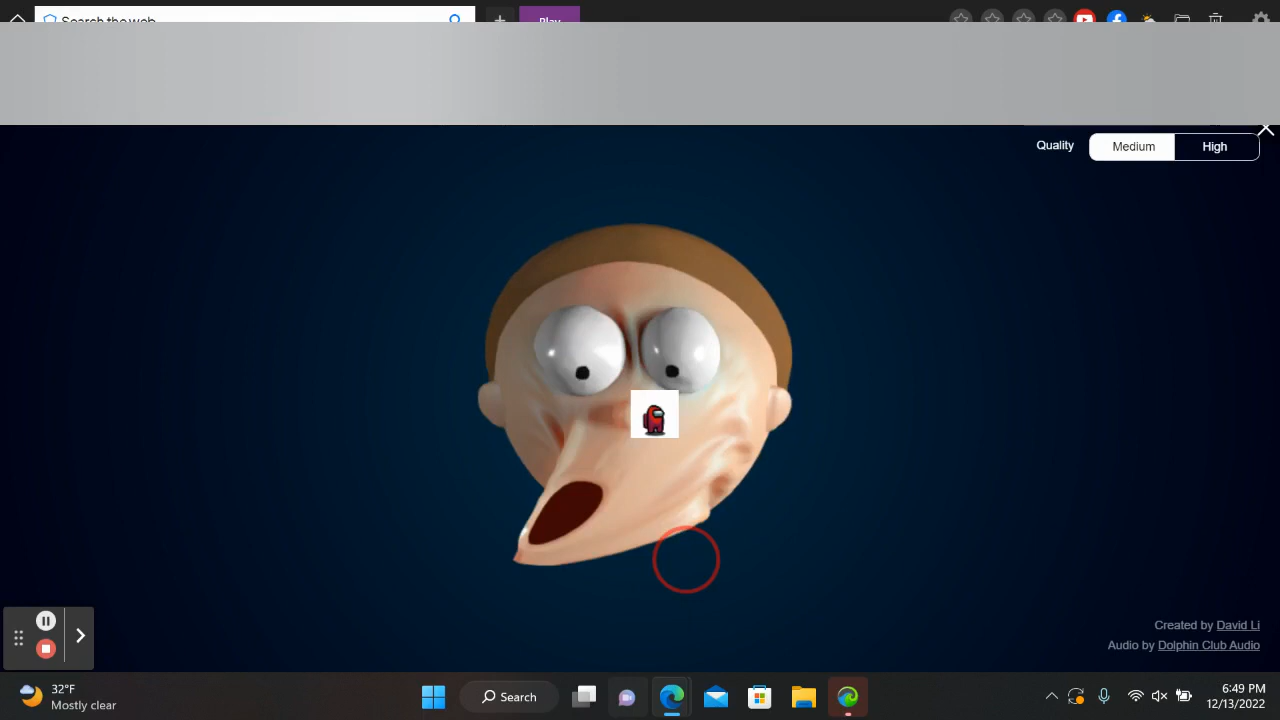 Search the web
Play
Quality
Medium
High
Created by David Li
Audio by Dolphin Club Audio
32°F
Mostly clear
Search
6:49 PM
12/13/2022